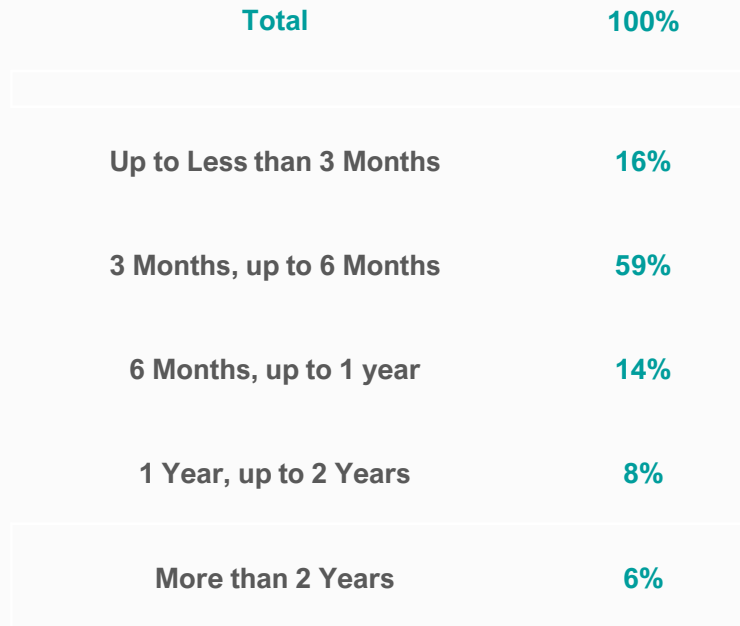 Total 100%
Up to Less than 3 Months 16%
3 Months, up to 6 Months 59%
6 Months, up to 1 year 14%
1 Year, up to 2 Years 8%
More than 2 Years 6%